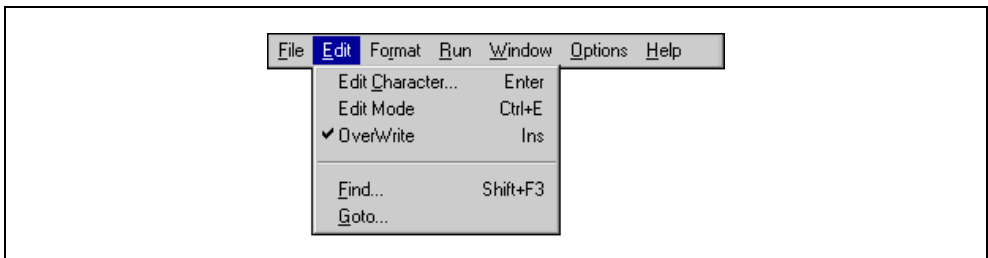 File Edit Format Run Window Options Help
Edit Character... Enter
Edit Mode Ctrl+E
OverWrite Ins
Find... Shift+F3
Goto...